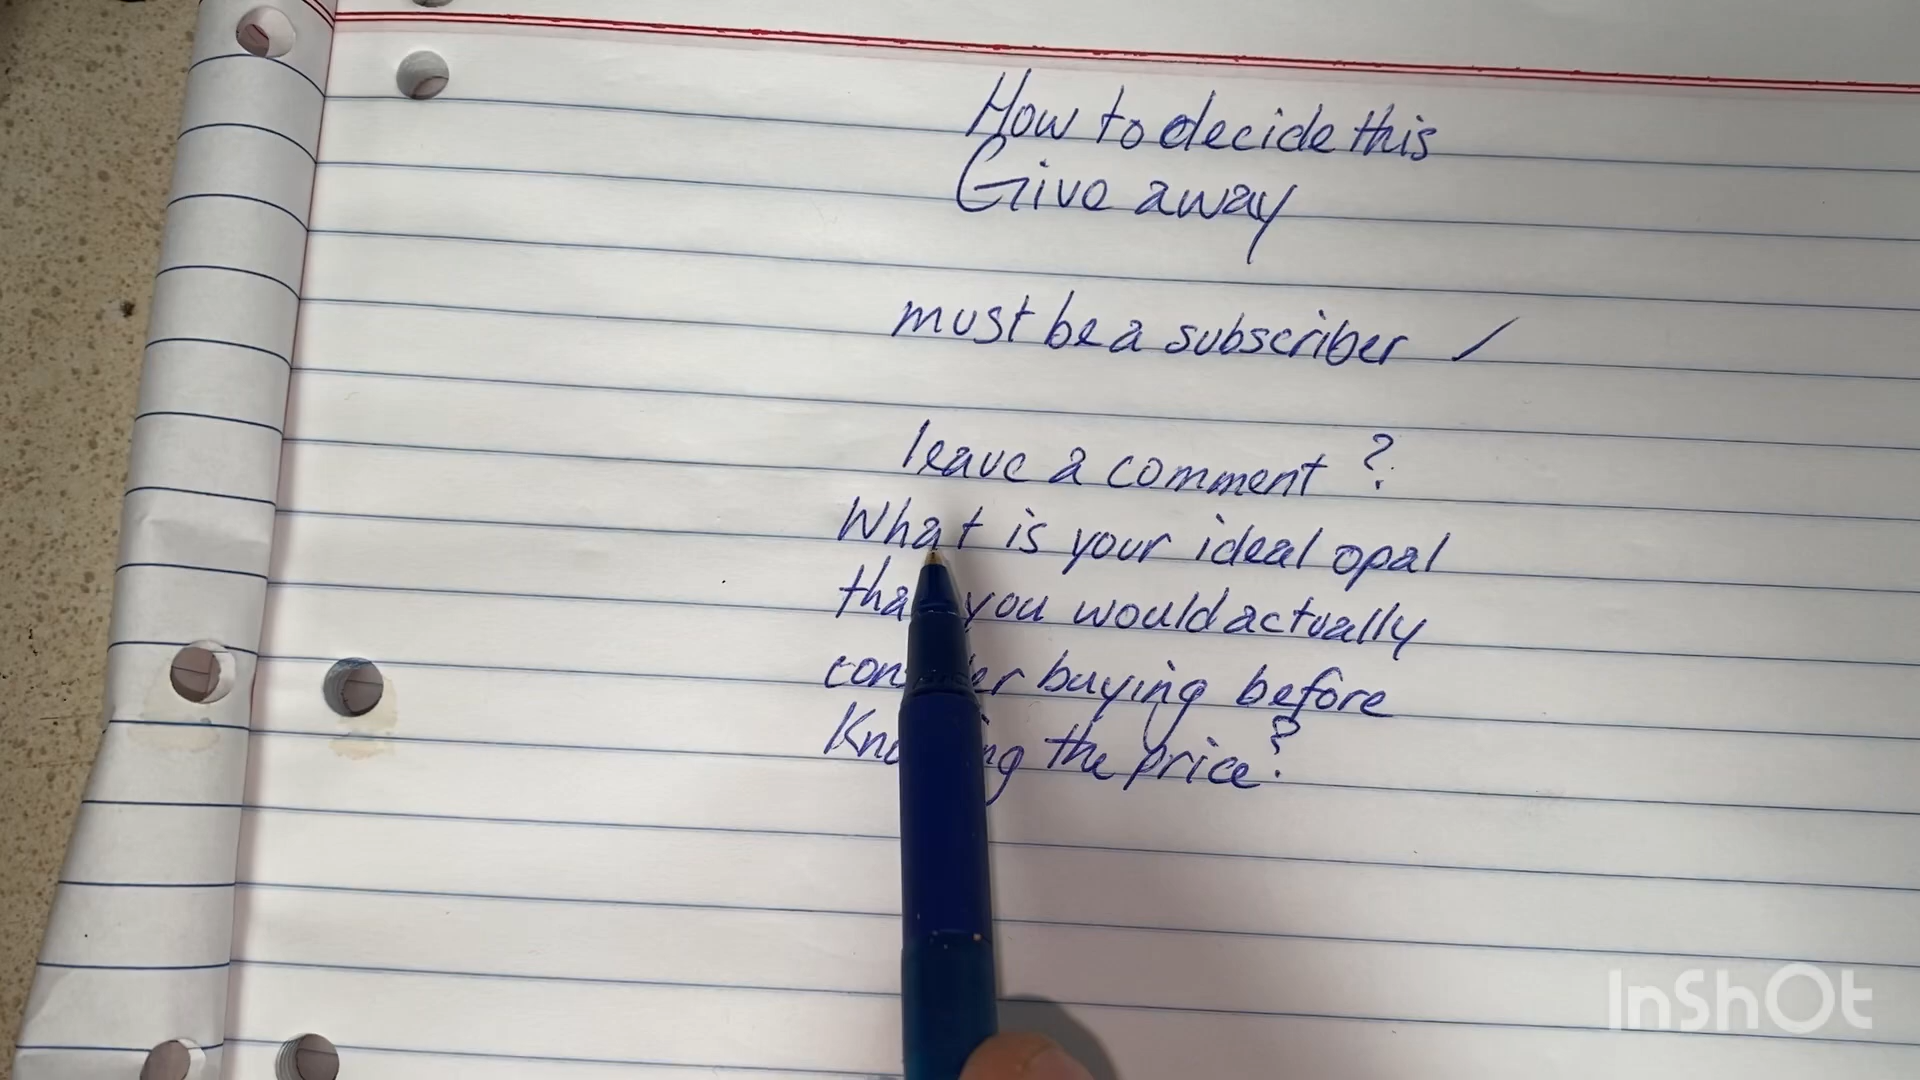 How to decide this
Give away
must be a subscriber
leave a comment ?
What is your ideal opal
you would actually
buying before
the price?
InShOt